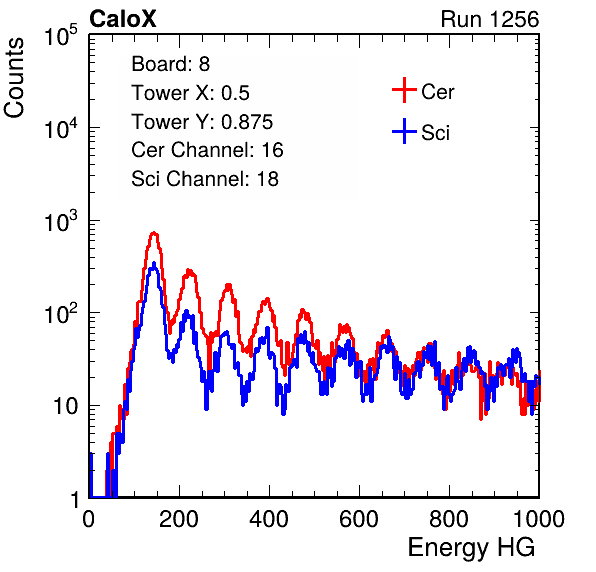 CaloX Run 1256
Counts
10^5
10^4
10^3
10^2
10
1
Board: 8
Tower X: 0.5
Tower Y: 0.875
Cer Channel: 16
Sci Channel: 18
Cer
Sci
0 200 400 600 800 1000
Energy HG